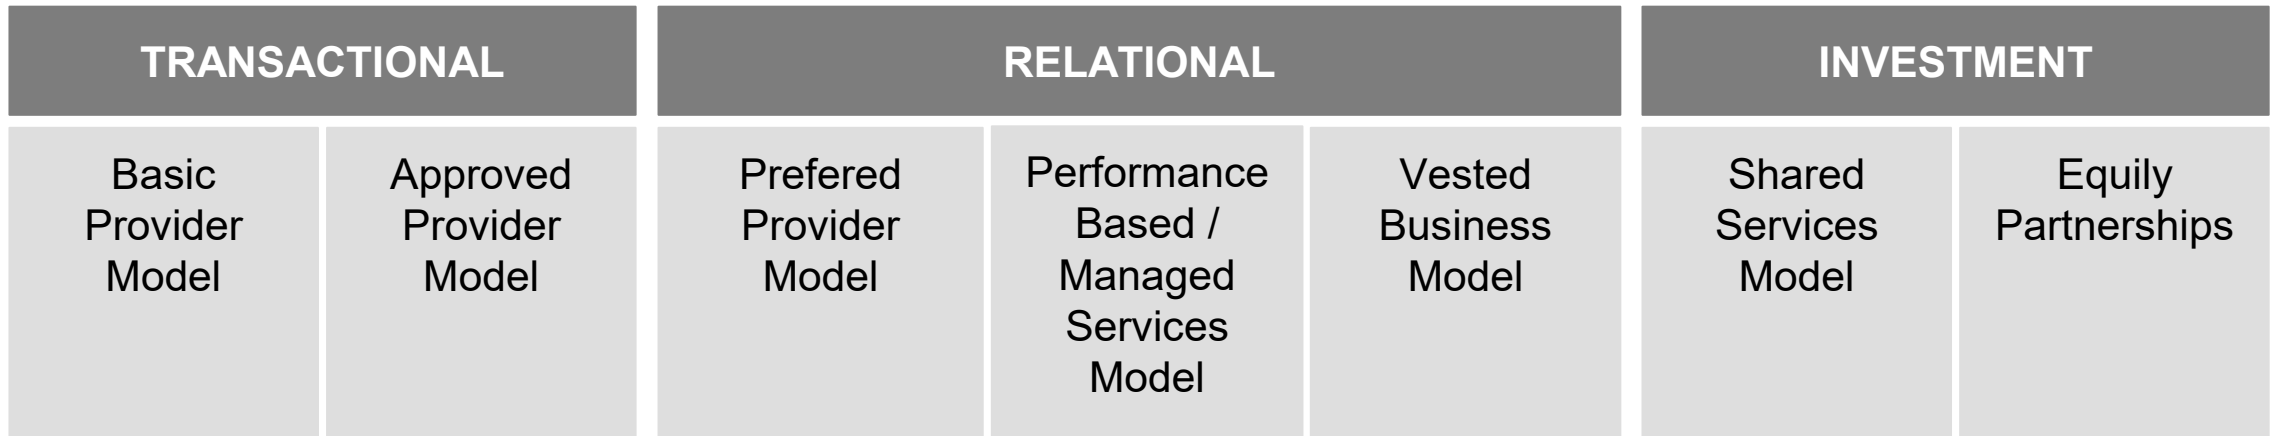 TRANSACTIONAL
RELATIONAL
INVESTMENT
Basic
Provider
Model
Approved
Provider
Model
Prefered
Provider
Model
Performance
Based /
Managed
Services
Model
Vested
Business
Model
Shared
Services
Model
Equily
Partnerships